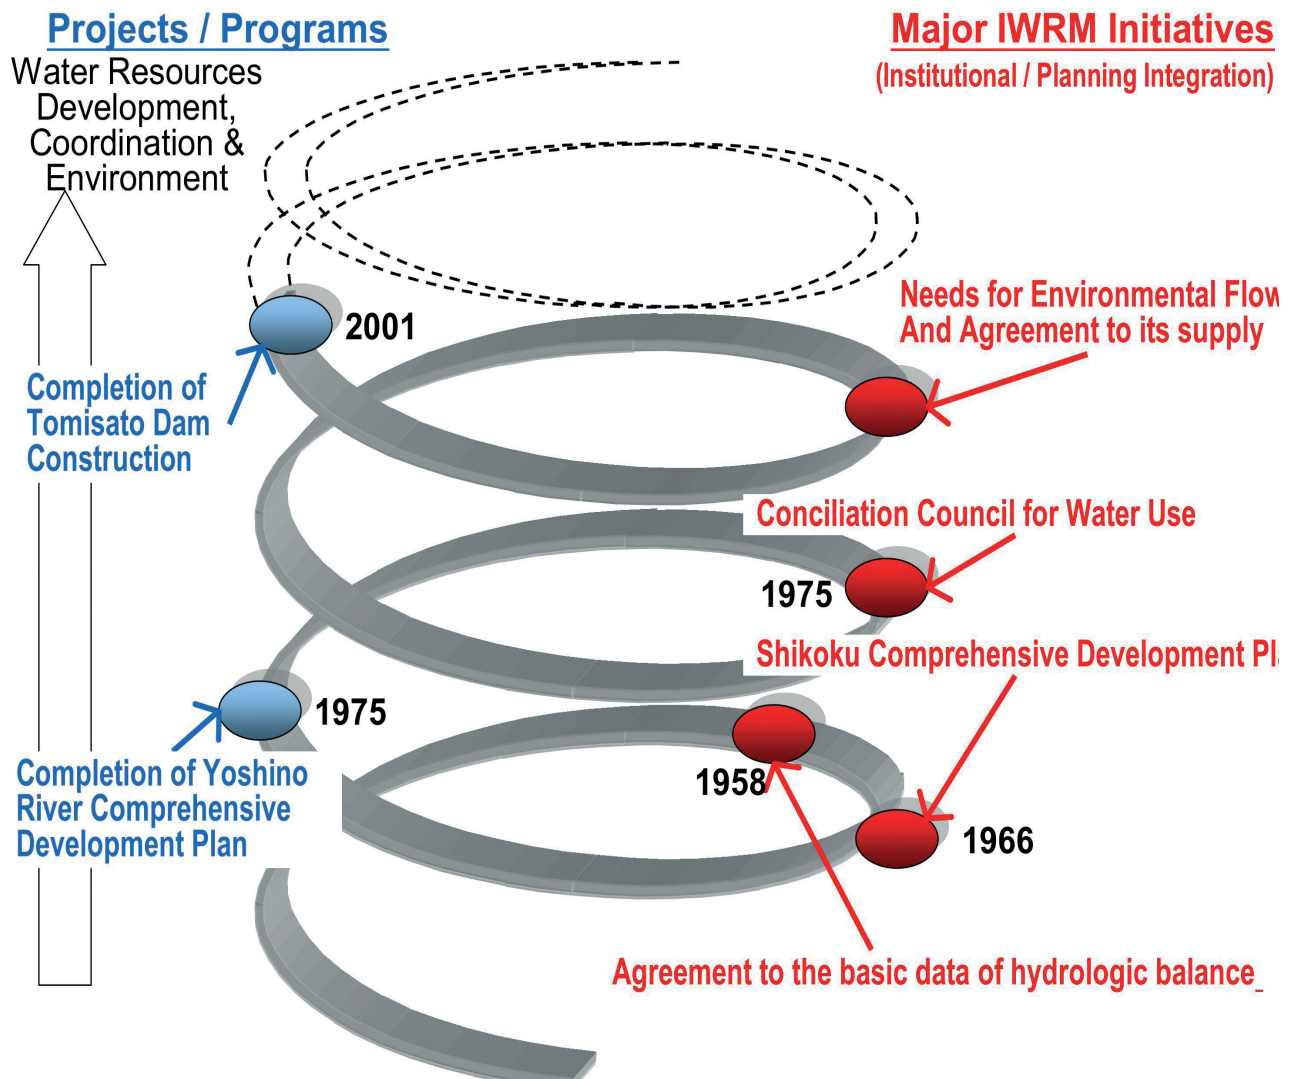 Projects / Programs
Water Resources
Development,
Coordination &
Environment
Major IWRM Initiatives
(Institutional / Planning Integration)
2001
Needs for Environmental Flow
And Agreement to its supply
Completion of
Tomisato Dam
Construction
Conciliation Council for Water Use
1975
Shikoku Comprehensive Development
1975
1958
Completion of Yoshino
River Comprehensive
Development Plan
1966
Agreement to the basic data of hydrologic balance